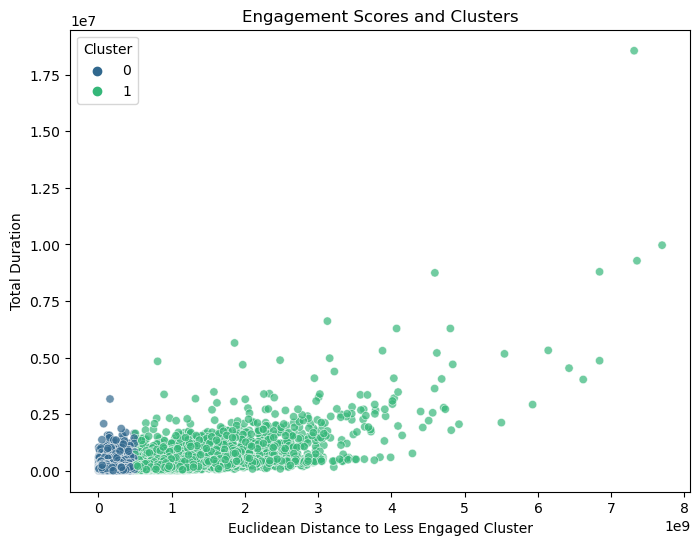 Engagement Scores and Clusters
1e7
Cluster
0
1
1.75
1.50
1.25
1.00
0.75
0.50
0.25
0.00
Total Duration
0 1 2 3 4 5 6 7 8
1e9
Euclidean Distance to Less Engaged Cluster